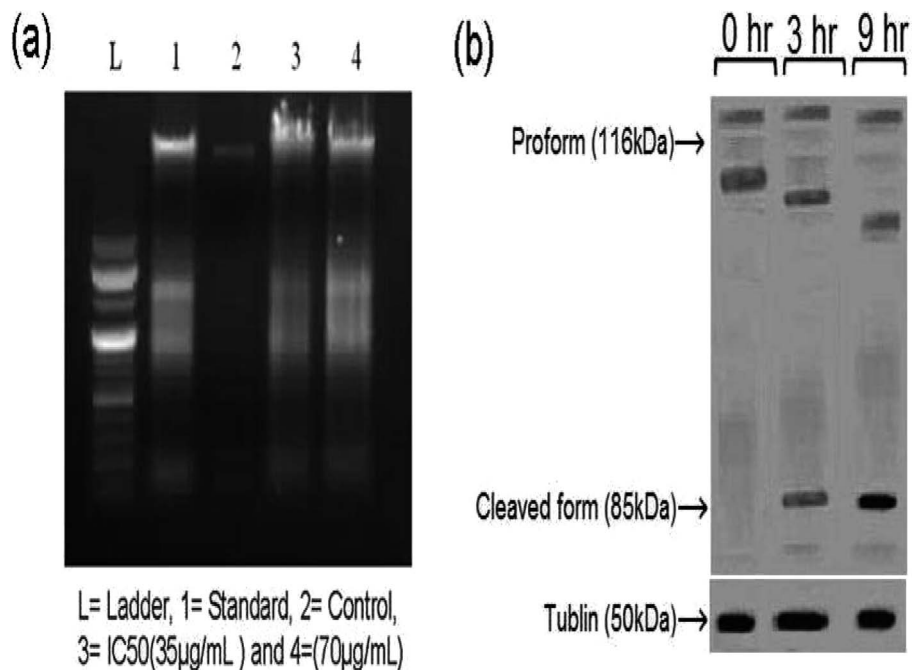 (a)
L 1 2 3 4
L= Ladder, 1= Standard, 2= Control,
3= IC50(35µg/mL ) and 4=(70µg/mL)
(b)
0 hr 3 hr 9 hr
Proform (116kDa)
Cleaved form (85kDa)
Tublin (50kDa)